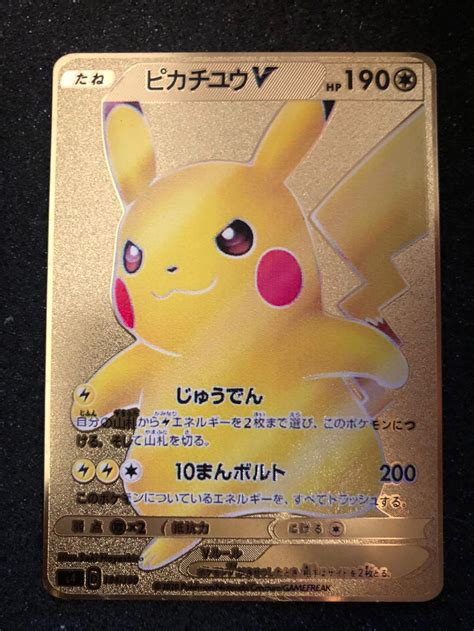 たね ピカチュウV HP 190
じゅうでん
自分の山札からエネルギーを2枚まで選び、このポケモンにつ
ける。そして山札を切る。
10まんボルト 200
このポケモンについているエネルギーを、すべてトラッシュする。
弱点 ×2 抵抗力 にげる
Vルール
GAMEFREAK